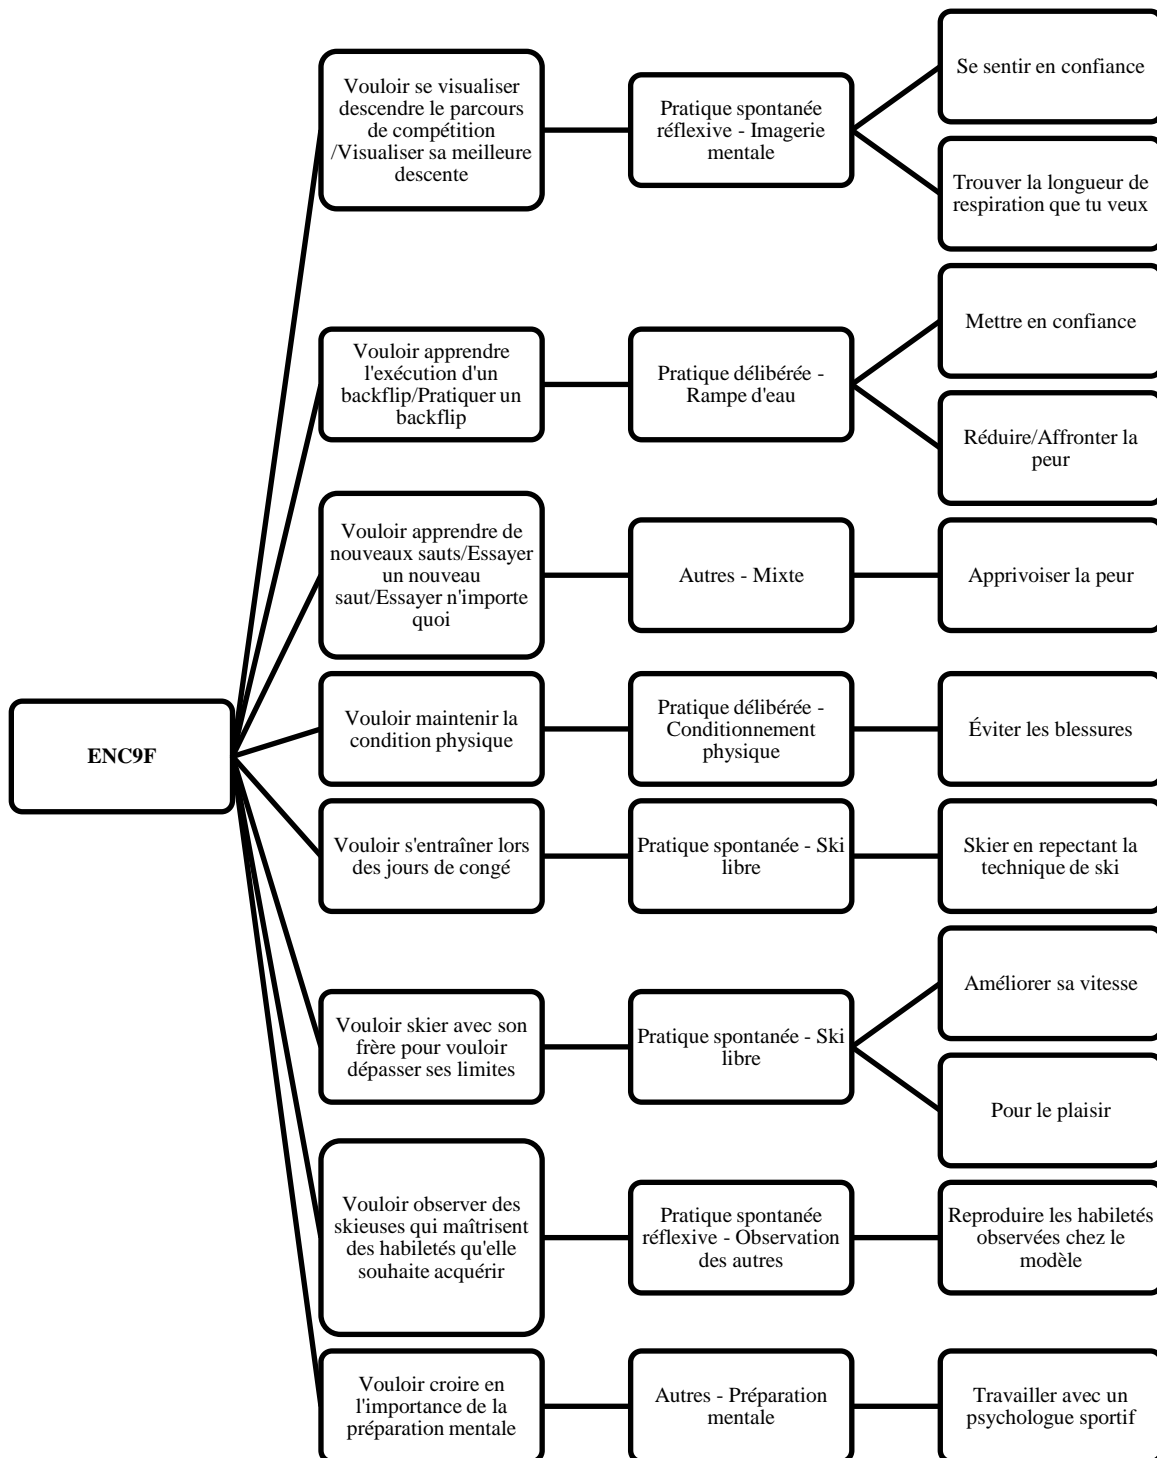 Vouloir se visualiser
descendre le parcours
de compétition
/Visualiser sa meilleure
descente
Pratique spontanée
réflexive - Imagerie
mentale
Se sentir en confiance
Trouver la longueur de
respiration que tu veux
Vouloir apprendre
l'exécution d'un
backflip/Pratiquer un
backflip
Pratique délibérée -
Rampe d'eau
Mettre en confiance
Réduire/Affronter la
peur
Vouloir apprendre de
nouveaux sauts/Essayer
un nouveau
saut/Essayer n'importe
quoi
Autres - Mixte
Apprivoiser la peur
ENC9F
Vouloir maintenir la
condition physique
Pratique délibérée -
Conditionnement
physique
Éviter les blessures
Vouloir s'entraîner lors
des jours de congé
Pratique spontanée - Ski
libre
Skier en repectant la
technique de ski
Vouloir skier avec son
frère pour vouloir
dépasser ses limites
Pratique spontanée - Ski
libre
Améliorer sa vitesse
Pour le plaisir
Vouloir observer des
skieuses qui maîtrisent
des habiletés qu'elle
souhaite acquérir
Pratique spontanée
réflexive - Observation
des autres
Reproduire les habiletés
observées chez le
modèle
Vouloir croire en
l'importance de la
préparation mentale
Autres - Préparation
mentale
Travailler avec un
psychologue sportif